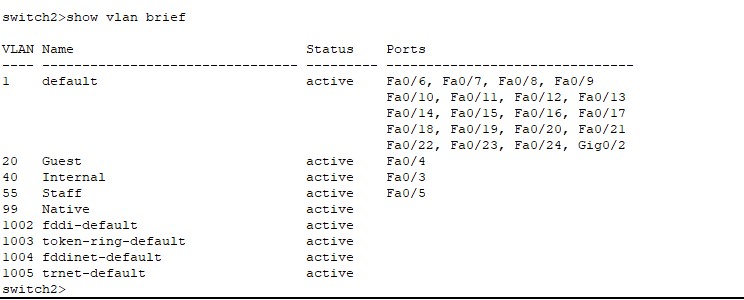 switch2>show vlan brief
VLAN Name Status Ports
---- -------------------------------- --------- -------------------------------
1 default active Fa0/6, Fa0/7, Fa0/8, Fa0/9
Fa0/10, Fa0/11, Fa0/12, Fa0/13
Fa0/14, Fa0/15, Fa0/16, Fa0/17
Fa0/18, Fa0/19, Fa0/20, Fa0/21
Fa0/22, Fa0/23, Fa0/24, Gig0/2
20 Guest active Fa0/4
40 Internal active Fa0/3
55 Staff active Fa0/5
99 Native active
1002 fddi-default active
1003 token-ring-default active
1004 fddinet-default active
1005 trnet-default active
switch2>